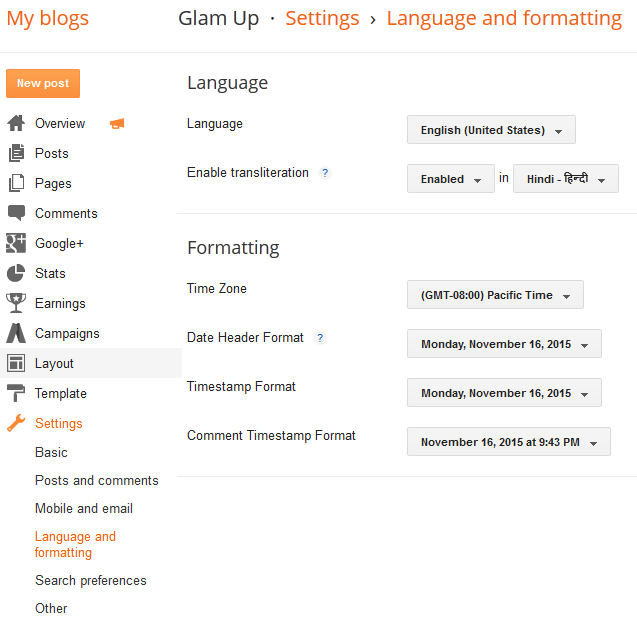 My blogs
Glam Up · Settings › Language and formatting
New post
Overview
Posts
Pages
Comments
Google+
Stats
Earnings
Campaigns
Layout
Template
Settings
Basic
Posts and comments
Mobile and email
Language and
formatting
Search preferences
Other
Language
Language English (United States)
Enable transliteration ? Enabled in Hindi - हिन्दी
Formatting
Time Zone (GMT-08:00) Pacific Time
Date Header Format ? Monday, November 16, 2015
Timestamp Format Monday, November 16, 2015
Comment Timestamp Format November 16, 2015 at 9:43 PM